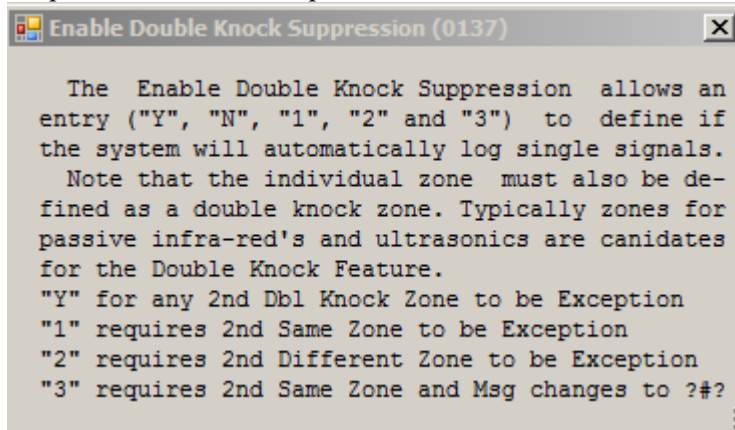 Enable Double Knock Suppression (0137)
The Enable Double Knock Suppression allows an
entry ("Y", "N", "1", "2" and "3") to define if
the system will automatically log single signals.
Note that the individual zone must also be de-
fined as a double knock zone. Typically zones for
passive infra-red's and ultrasonics are canidates
for the Double Knock Feature.
"Y" for any 2nd Dbl Knock Zone to be Exception
"1" requires 2nd Same Zone to be Exception
"2" requires 2nd Different Zone to be Exception
"3" requires 2nd Same Zone and Msg changes to ?#?